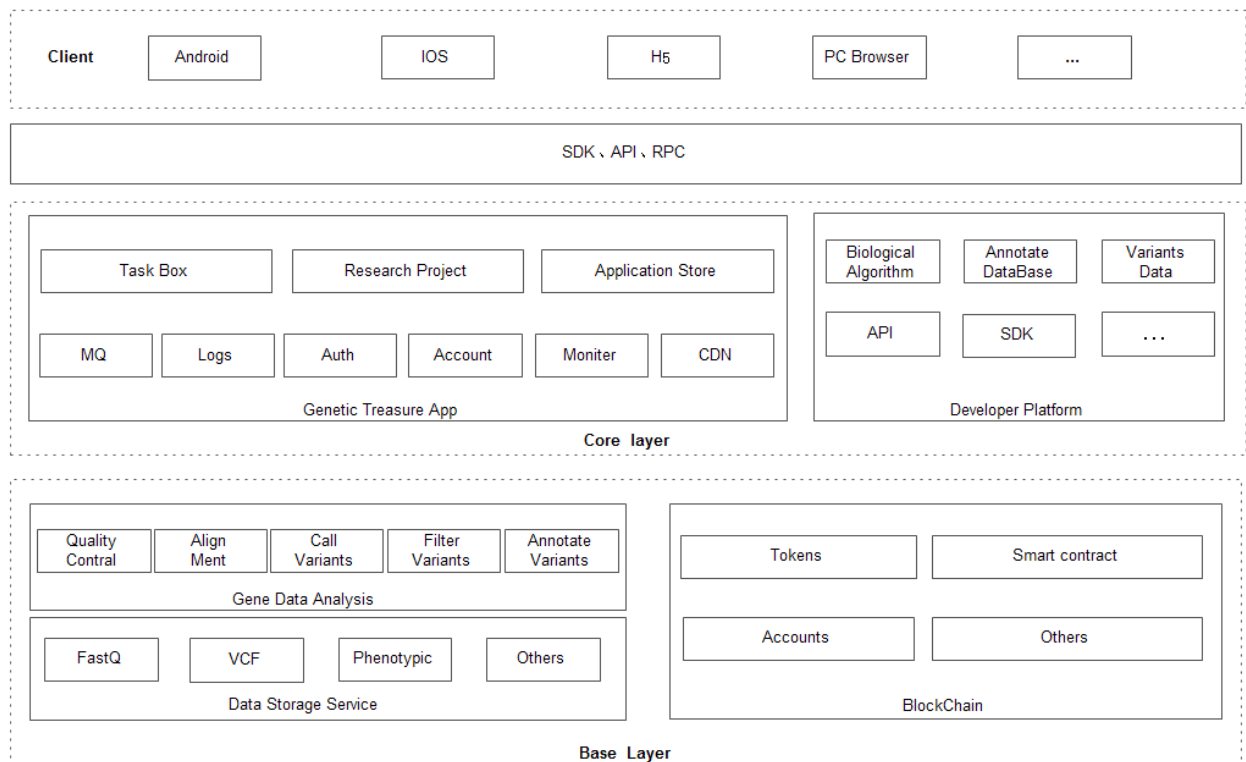 Client
Android
IOS
H5
PC Browser
...
SDK、API、RPC
Task Box
Research Project
Application Store
MQ
Logs
Auth
Account
Moniter
CDN
Genetic Treasure App
Biological
Algorithm
Annotate
DataBase
Variants
Data
API
SDK
...
Developer Platform
Core layer
Quality
Contral
Align
Ment
Call
Variants
Filter
Variants
Annotate
Variants
Gene Data Analysis
FastQ
VCF
Phenotypic
Others
Data Storage Service
Tokens
Smart contract
Accounts
Others
BlockChain
Base Layer